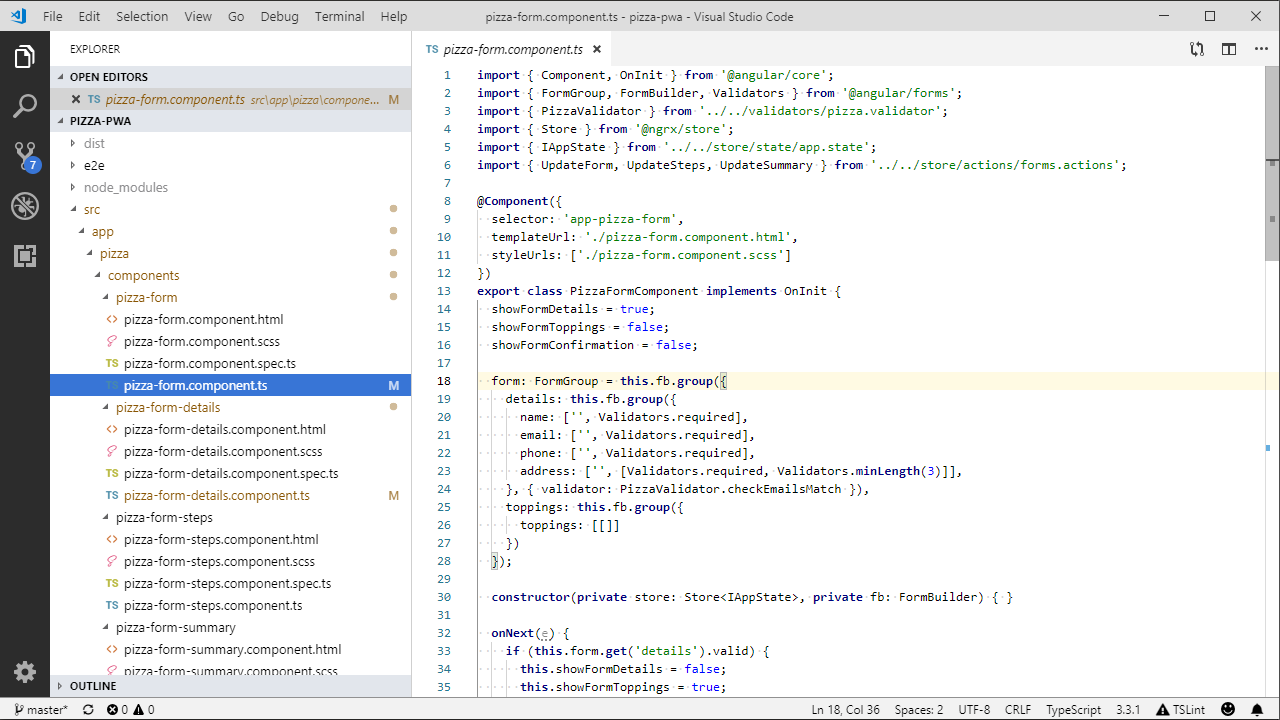 File Edit Selection View Go Debug Terminal Help pizza-form.component.ts - pizza-pwa - Visual Studio Code
EXPLORER
OPEN EDITORS
TS pizza-form.component.ts src\app\pizza\compone... M
PIZZA-PWA
dist
e2e
node_modules
src
app
pizza
components
pizza-form
pizza-form.component.html
pizza-form.component.scss
TS pizza-form.component.spec.ts
TS pizza-form.component.ts M
pizza-form-details
pizza-form-details.component.html
pizza-form-details.component.scss
TS pizza-form-details.component.spec.ts
TS pizza-form-details.component.ts M
pizza-form-steps
pizza-form-steps.component.html
pizza-form-steps.component.scss
TS pizza-form-steps.component.spec.ts
TS pizza-form-steps.component.ts
pizza-form-summary
pizza-form-summary.component.html
pizza-form-summary.component.scss
OUTLINE
7
TS pizza-form.component.ts
1 import { Component, OnInit } from '@angular/core';
2 import { FormGroup, FormBuilder, Validators } from '@angular/forms';
3 import { PizzaValidator } from '../../validators/pizza.validator';
4 import { Store } from '@ngrx/store';
5 import { IAppState } from '../../store/state/app.state';
6 import { UpdateForm, UpdateSteps, UpdateSummary } from '../../store/actions/forms.actions';
7
8 @Component({
9 selector: 'app-pizza-form',
10 templateUrl: './pizza-form.component.html',
11 styleUrls: ['./pizza-form.component.scss']
12 })
13 export class PizzaFormComponent implements OnInit {
14 showFormDetails = true;
15 showFormToppings = false;
16 showFormConfirmation = false;
17
18 form: FormGroup = this.fb.group({
19 details: this.fb.group({
20 name: ['', Validators.required],
21 email: ['', Validators.required],
22 phone: ['', Validators.required],
23 address: ['', [Validators.required, Validators.minLength(3)]],
24 }, { validator: PizzaValidator.checkEmailsMatch }),
25 toppings: this.fb.group({
26 toppings: [[]]
27 })
28 });
29
30 constructor(private store: Store<IAppState>, private fb: FormBuilder) { }
31
32 onNext(e) {
33 if (this.form.get('details').valid) {
34 this.showFormDetails = false;
35 this.showFormToppings = true;
master* 0 0 Ln 18, Col 36 Spaces: 2 UTF-8 CRLF TypeScript 3.3.1 TSLint